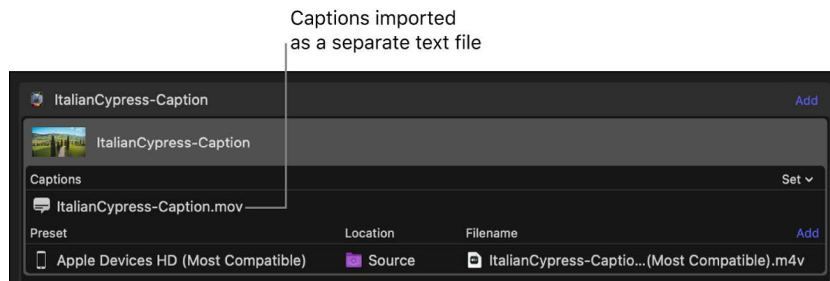 Captions imported
as a separate text file
ItalianCypress-Caption Add
ItalianCypress-Caption
Captions Set
ItalianCypress-Caption.mov
Preset Location Filename Add
Apple Devices HD (Most Compatible) Source ItalianCypress-Captio...(Most Compatible).m4v